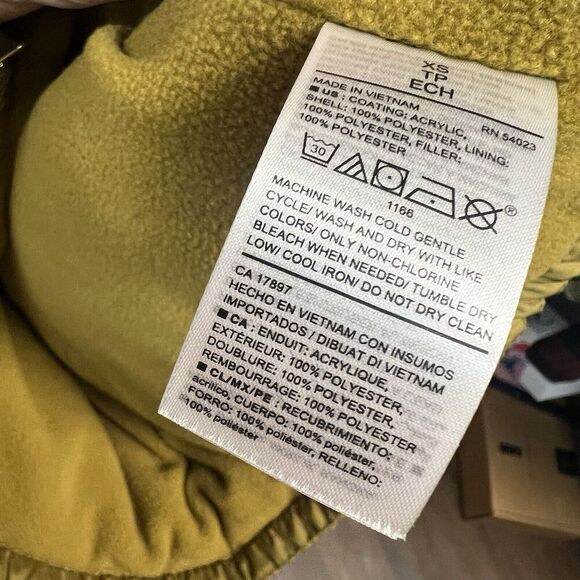 XS
TP
ECH
MADE IN VIETNAM RN 54023
US : COATING: ACRYLIC,
SHELL: 100% POLYESTER, LINING:
100% POLYESTER, FILLER:
100% POLYESTER
30
1166
®
MACHINE WASH COLD GENTLE
CYCLE/ WASH AND DRY WITH LIKE
COLORS/ ONLY NON-CHLORINE
BLEACH WHEN NEEDED/ TUMBLE DRY
LOW/ COOL IRON/ DO NOT DRY CLEAN
CA 17897
HECHO EN VIETNAM CON INSUMOS
IMPORTADOS / DIBUAT DI VIETNAM
CA : ENDUIT: ACRYLIQUE,
EXTÉRIEUR: 100% POLYESTER,
DOUBLURE: 100% POLYESTER,
REMBOURRAGE: 100% POLYESTER
CL/MX/PE : RECUBRIMIENTO:
acrílico, CUERPO: 100% poliéster,
FORRO: 100% poliéster, RELLENO:
100% poliéster